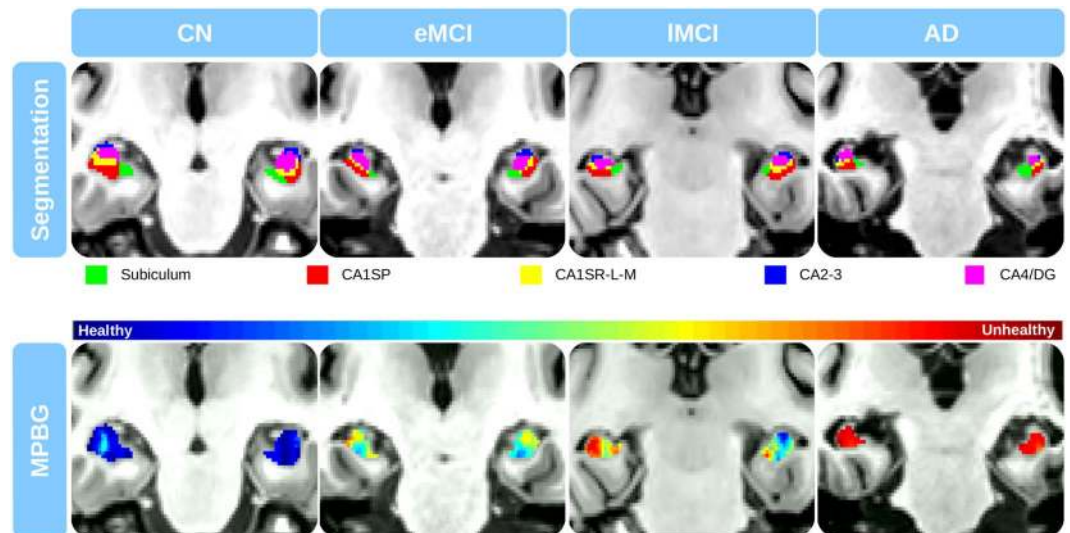 CN eMCI lMCI AD
Segmentation
Subiculum CA1SP CA1SR-L-M CA2-3 CA4/DG
Healthy Unhealthy
MPBG